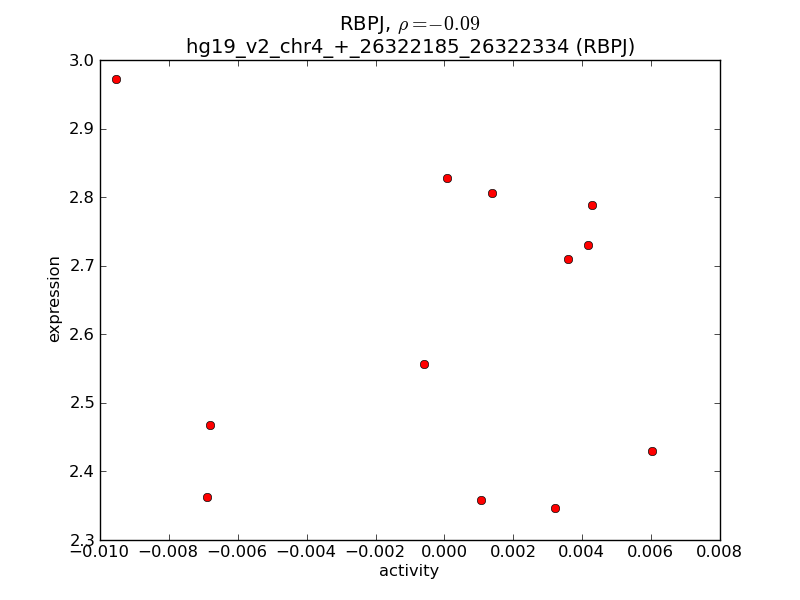 RBPJ, ρ=−0.09
hg19_v2_chr4_+_26322185_26322334 (RBPJ)
3.0
2.9
2.8
2.7
2.6
2.5
2.4
2.3
expression
−0.010 −0.008 −0.006 −0.004 −0.002 0.000 0.002 0.004 0.006 0.008
activity